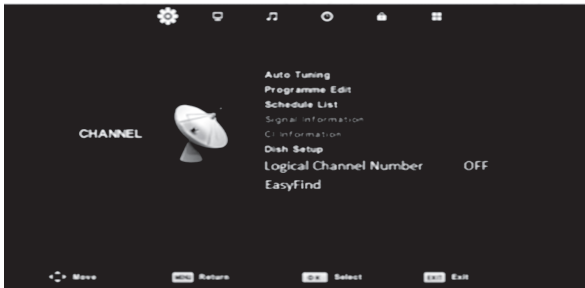 Auto Tuning
Programme Edit
Schedule List
Signal Information
CI Information
CHANNEL
Dish Setup
Logical Channel Number OFF
EasyFind
Move MENU Return OK Select EXIT Exit